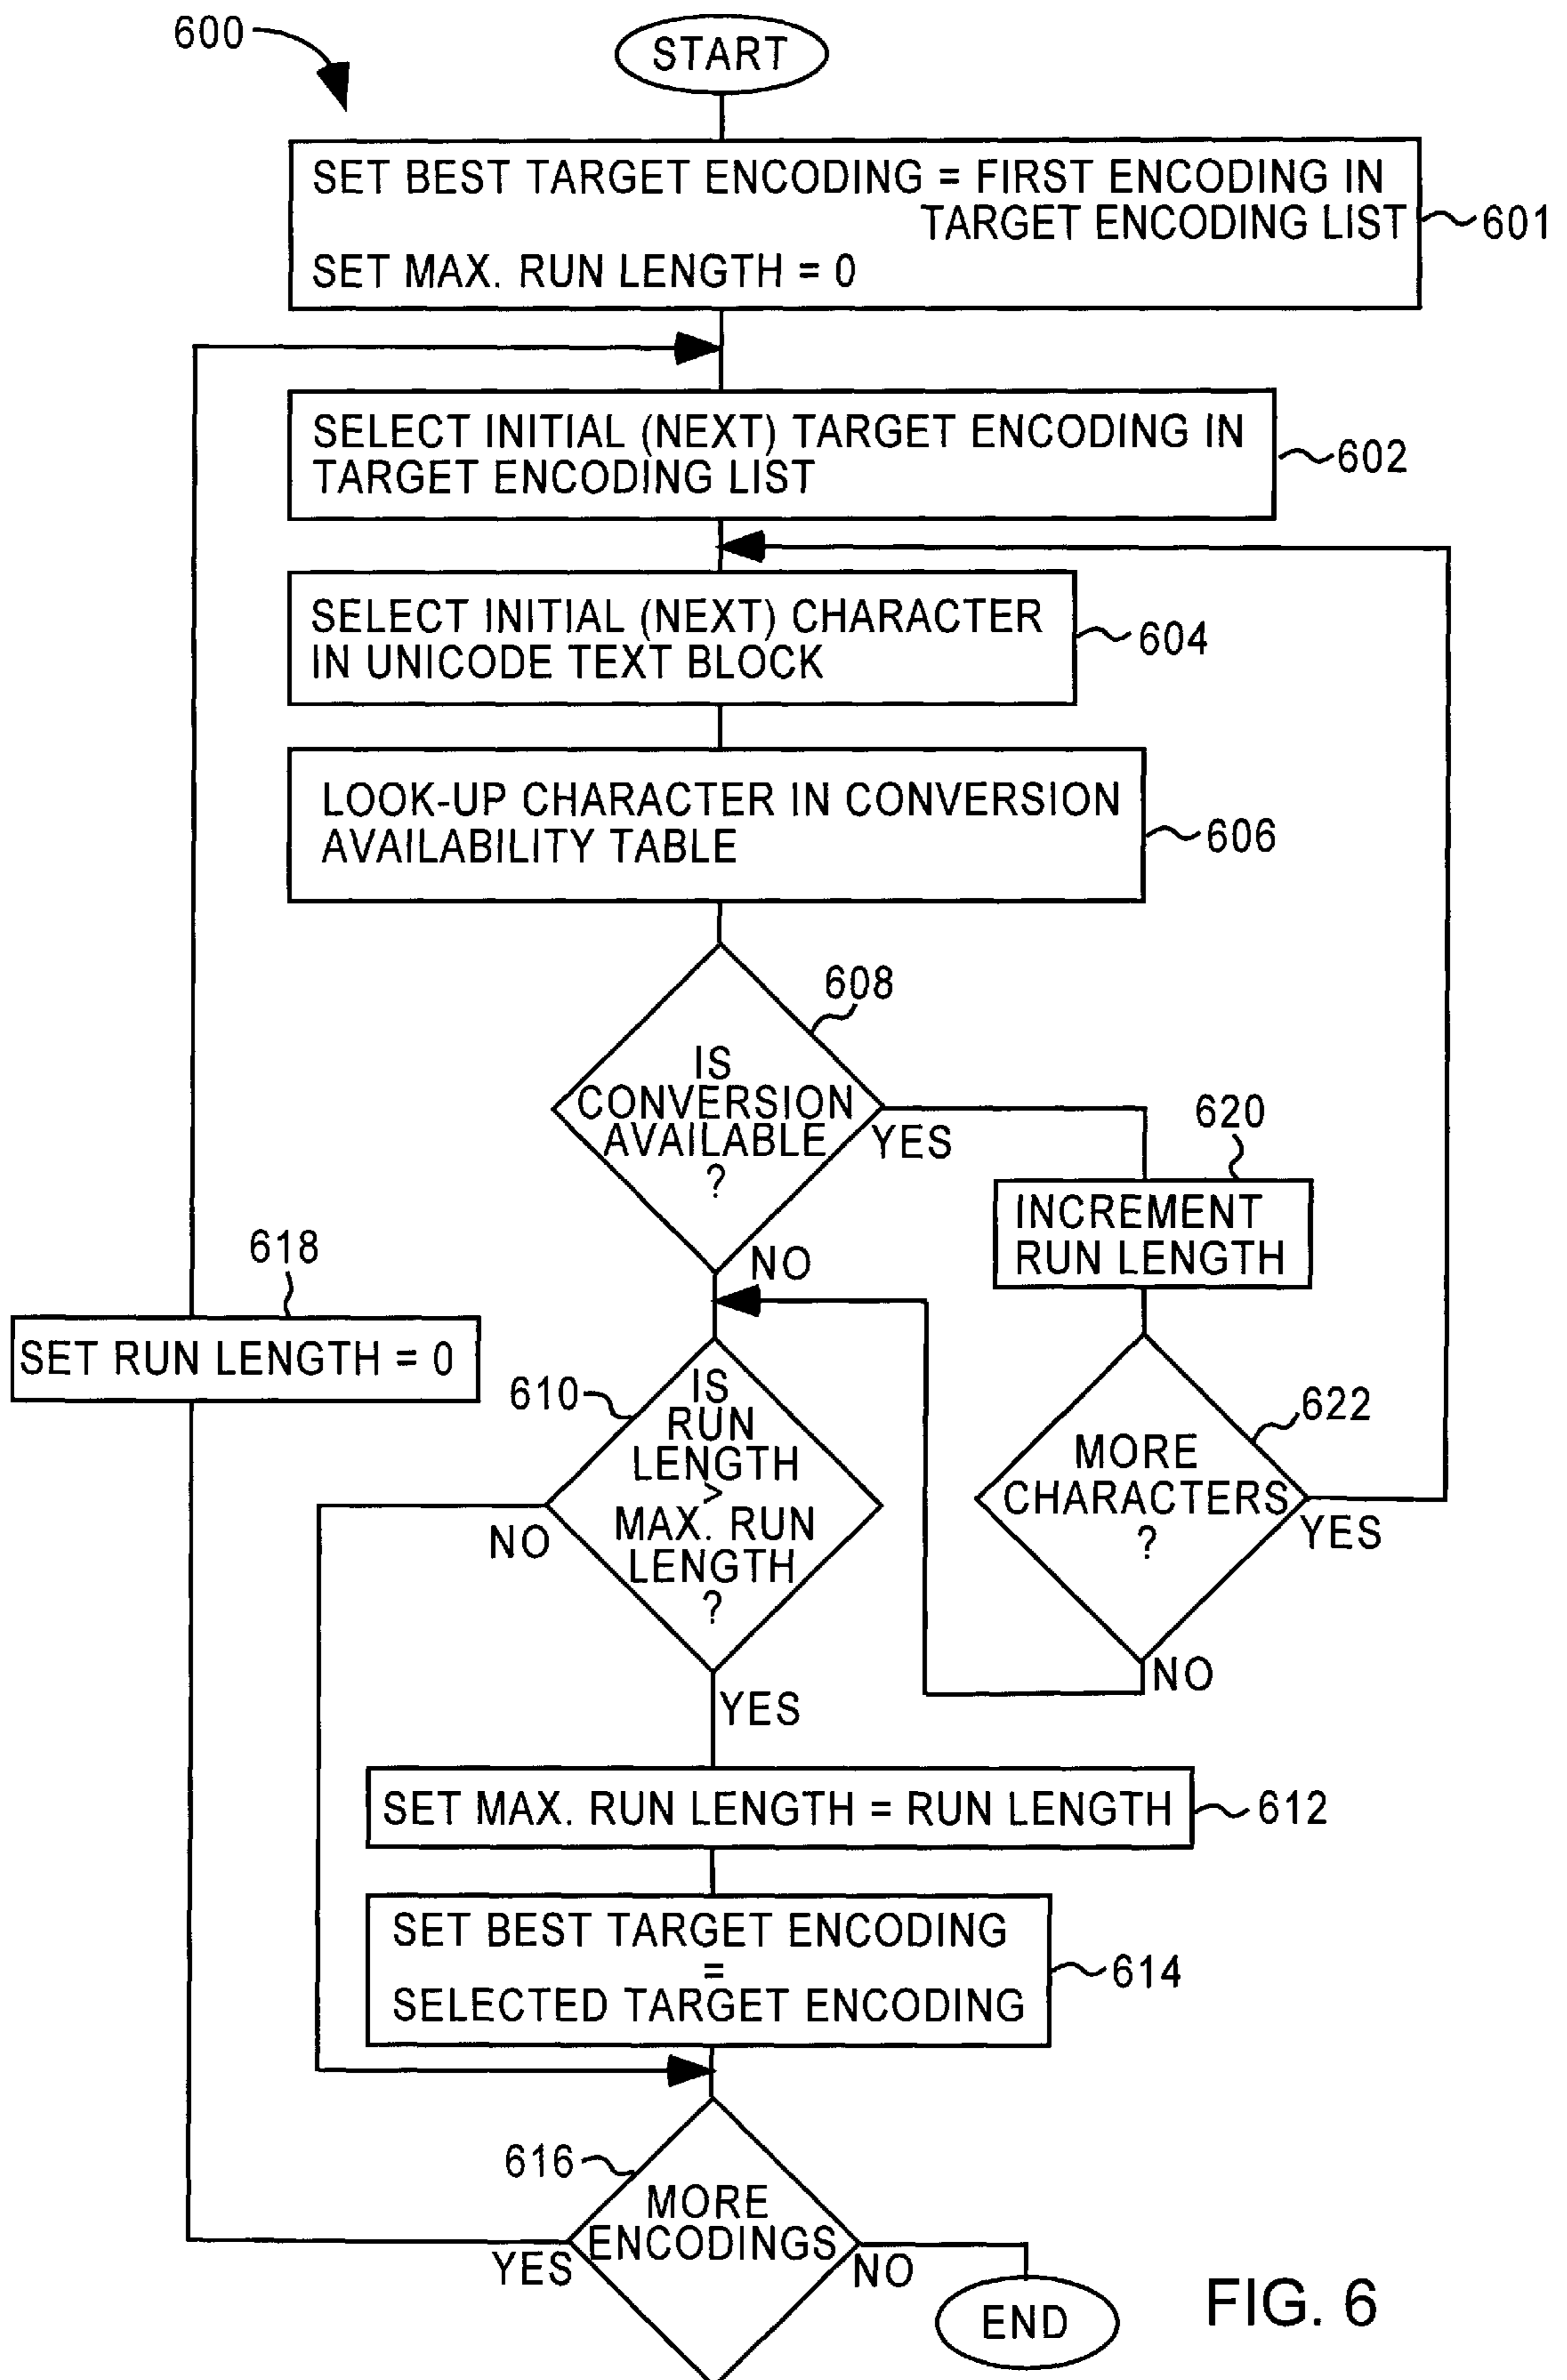 600
START
SET BEST TARGET ENCODING = FIRST ENCODING IN
TARGET ENCODING LIST
601
SET MAX. RUN LENGTH = 0
SELECT INITIAL (NEXT) TARGET ENCODING IN
TARGET ENCODING LIST
602
SELECT INITIAL (NEXT) CHARACTER
IN UNICODE TEXT BLOCK
604
LOOK-UP CHARACTER IN CONVERSION
AVAILABILITY TABLE
606
608
IS
CONVERSION
AVAILABLE
?
YES
NO
620
INCREMENT
RUN LENGTH
618
SET RUN LENGTH = 0
610
IS
RUN
LENGTH
>
MAX. RUN
LENGTH
?
NO
YES
622
MORE
CHARACTERS
?
YES
NO
SET MAX. RUN LENGTH = RUN LENGTH
612
SET BEST TARGET ENCODING
=
SELECTED TARGET ENCODING
614
616
MORE
ENCODINGS
YES
NO
END
FIG. 6